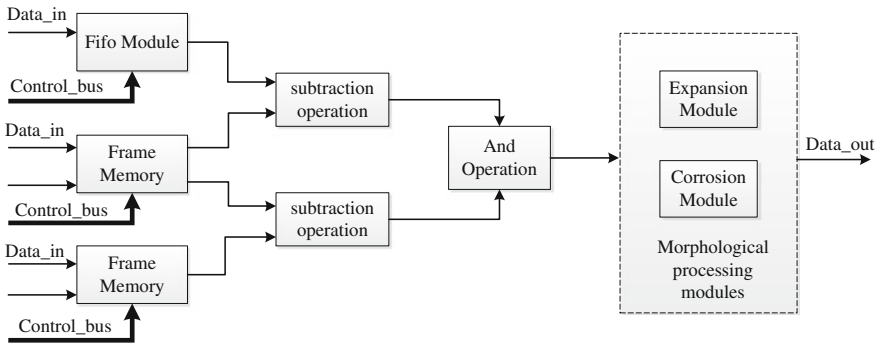 Data_in
Fifo Module
Control_bus
subtraction
operation
Data_in
Frame
Memory
Control_bus
And
Operation
subtraction
operation
Data_in
Frame
Memory
Control_bus
Expansion
Module
Corrosion
Module
Morphological
processing
modules
Data_out